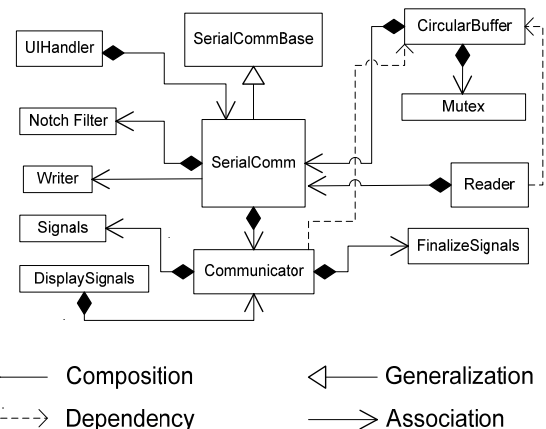 CircularBuffer
SerialCommBase
UIHandler
Mutex
Notch Filter
SerialComm
Writer
Reader
Signals
FinalizeSignals
DisplaySignals
Communicator
Composition
Generalization
Dependency
Association